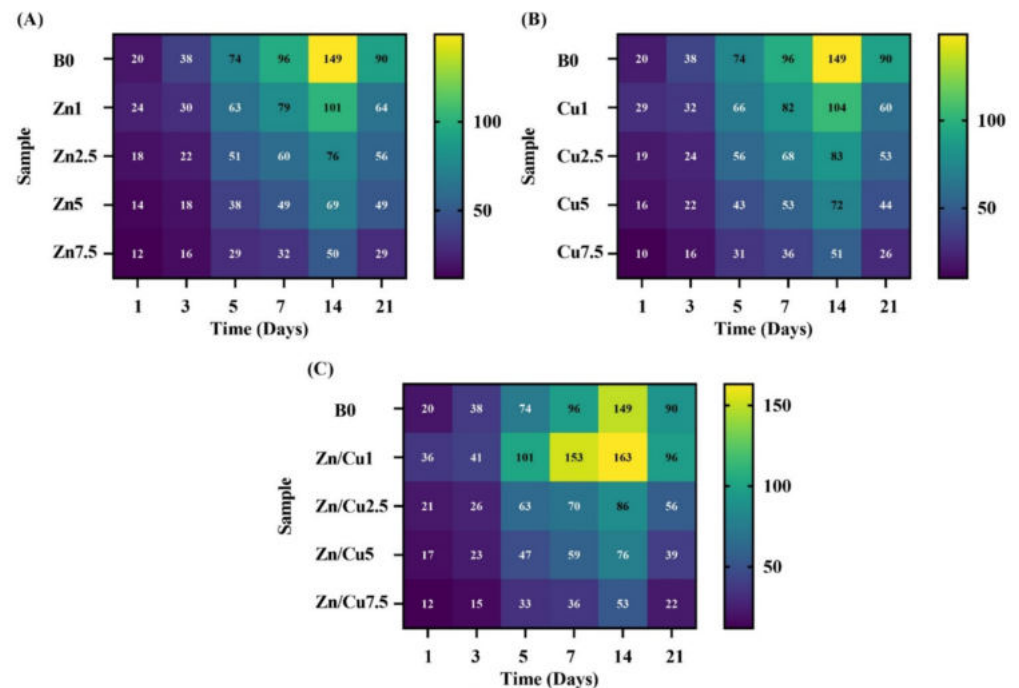 (A)
B0 20 38 74 96 149 90
Zn1 24 30 63 79 101 64
Zn2.5 18 22 51 60 76 56
Zn5 14 18 38 49 69 49
Zn7.5 12 16 29 32 50 29
1 3 5 7 14 21
Time (Days)
Sample
100
50
(B)
B0 20 38 74 96 149 90
Cu1 29 32 66 82 104 60
Cu2.5 19 24 56 68 83 53
Cu5 16 22 43 53 72 44
Cu7.5 10 16 31 36 51 26
1 3 5 7 14 21
Time (Days)
Sample
100
50
(C)
B0 20 38 74 96 149 90
Zn/Cu1 36 41 101 153 163 96
Zn/Cu2.5 21 26 63 70 86 56
Zn/Cu5 17 23 47 59 76 39
Zn/Cu7.5 12 15 33 36 53 22
1 3 5 7 14 21
Time (Days)
Sample
150
100
50